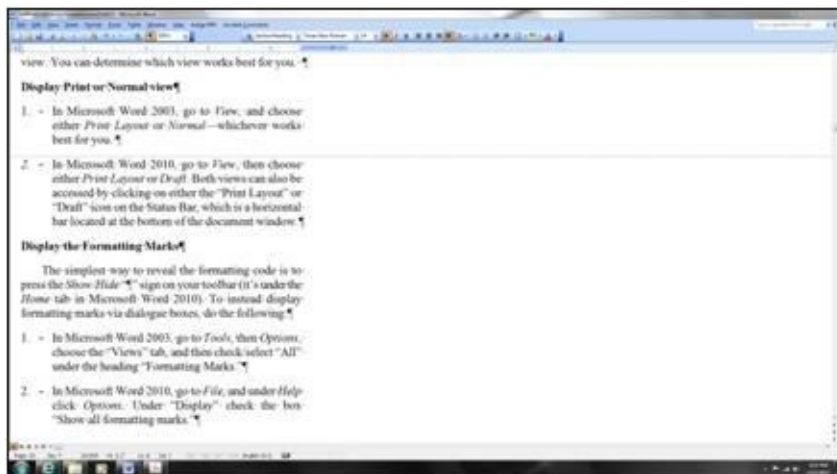 view. You can determine which view works best for you. ¶
Display Print or Normal view¶
1. In Microsoft Word 2003, go to View, and choose
either Print Layout or Normal—whichever works
best for you. ¶
2. In Microsoft Word 2010, go to View, then choose
either Print Layout or Draft. Both views can also be
accessed by clicking on either the “Print Layout” or
“Draft” icon on the Status Bar, which is a horizontal
bar located at the bottom of the document window.¶
Display the Formatting Marks¶
The simplest way to reveal the formatting code is to
press the Show/Hide “¶” sign on your toolbar (it’s under the
Home tab in Microsoft Word 2010). To instead display
formatting marks via dialogue boxes, do the following:¶
1. In Microsoft Word 2003, go to Tools, then Options,
choose the “Views” tab, and then check/select “All”
under the heading “Formatting Marks.”¶
2. In Microsoft Word 2010, go to File, and under Help
click Options. Under “Display” check the box
“Show all formatting marks.”¶